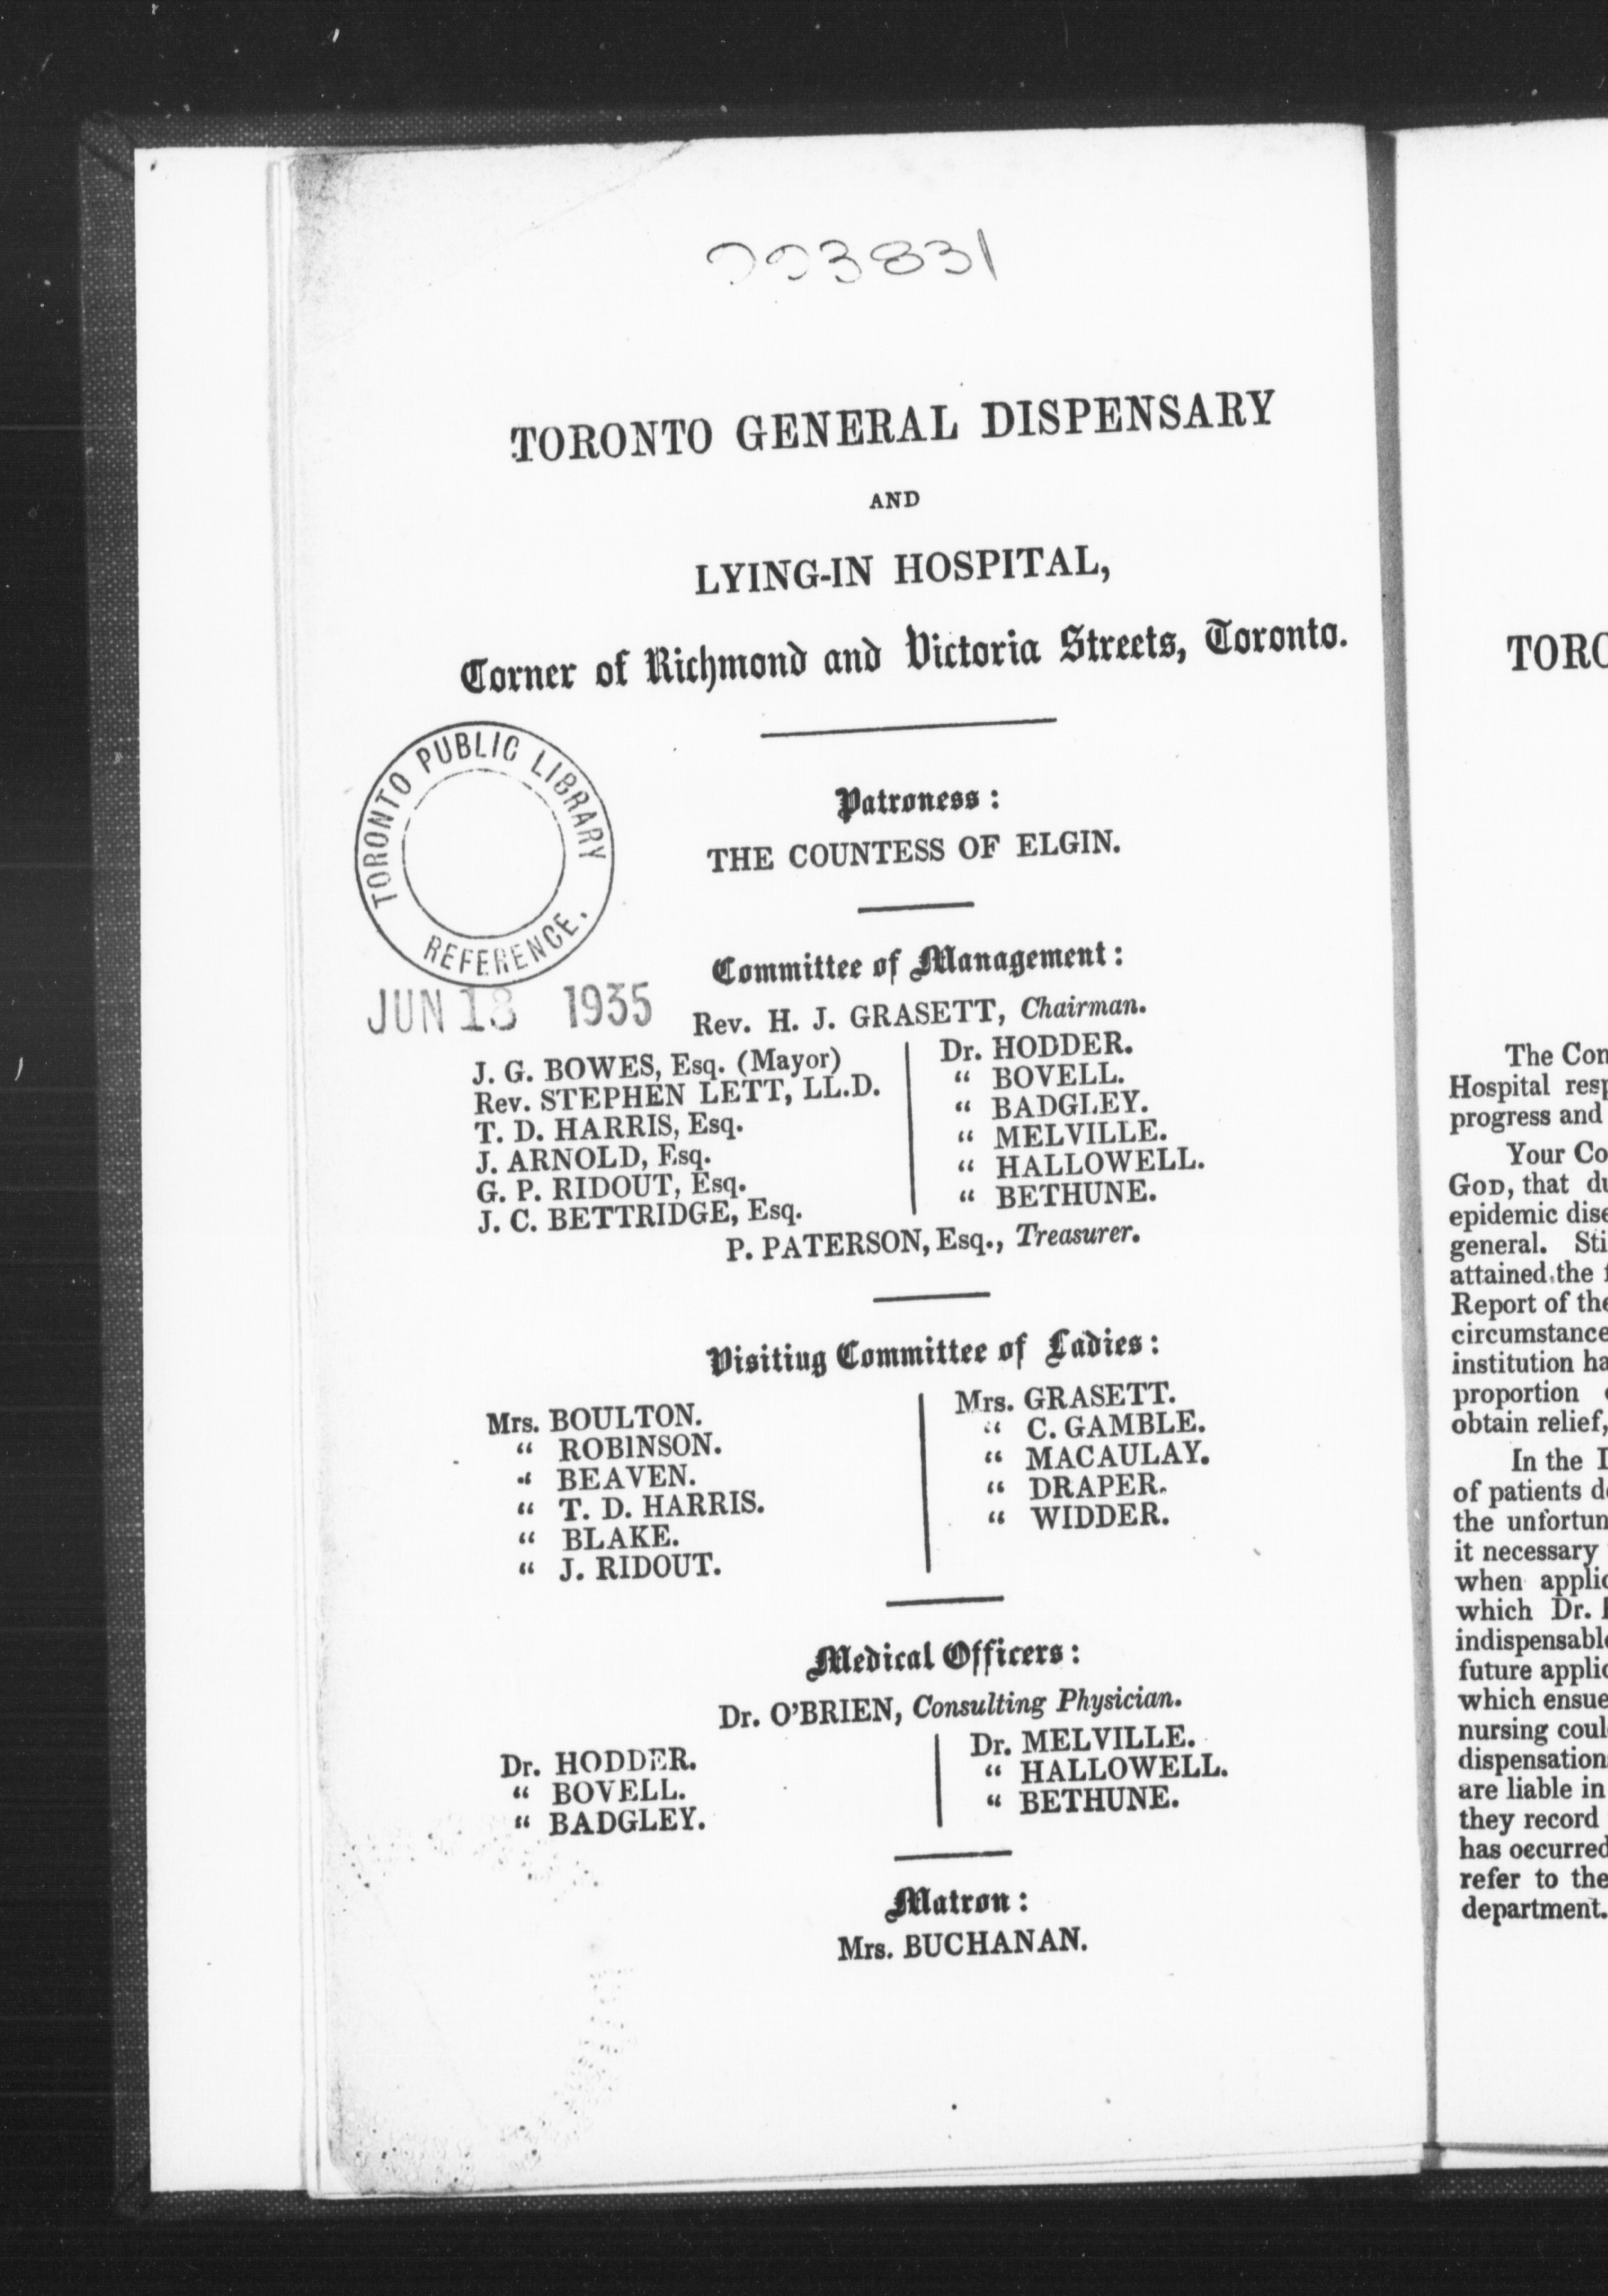 003831
TORONTO GENERAL DISPENSARY
AND
LYING-IN HOSPITAL,
Corner of Richmond and Victoria Streets, Toronto.
TORONTO PUBLIC LIBRARY
REFERENCE.
JUN 13 1935
Patroness:
THE COUNTESS OF ELGIN.
Committee of Management:
Rev. H. J. GRASETT, Chairman.
J. G. BOWES, Esq. (Mayor)
Rev. STEPHEN LETT, LL.D.
T. D. HARRIS, Esq.
J. ARNOLD, Esq.
G. P. RIDOUT, Esq.
J. C. BETTRIDGE, Esq.
Dr. HODDER.
“ BOVELL.
“ BADGLEY.
“ MELVILLE.
“ HALLOWELL.
“ BETHUNE.
P. PATERSON, Esq., Treasurer.
Visiting Committee of Ladies:
Mrs. BOULTON.
“ ROBINSON.
“ BEAVEN.
“ T. D. HARRIS.
“ BLAKE.
“ J. RIDOUT.
Mrs. GRASETT.
“ C. GAMBLE.
“ MACAULAY.
“ DRAPER.
“ WIDDER.
Medical Officers:
Dr. O'BRIEN, Consulting Physician.
Dr. HODDER.
“ BOVELL.
“ BADGLEY.
Dr. MELVILLE.
“ HALLOWELL.
“ BETHUNE.
Matron:
Mrs. BUCHANAN.
TORO
The Con
Hospital resp
progress and
Your Co
GOD, that du
epidemic dise
general. Sti
attained the
Report of the
circumstance
institution ha
proportion
obtain relief,
In the
of patients d
the unfortun
it necessary
when applic
which Dr.
indispensable
future applic
which ensue
nursing coul
dispensation
are liable in
they record
has occurred
refer to the
department.